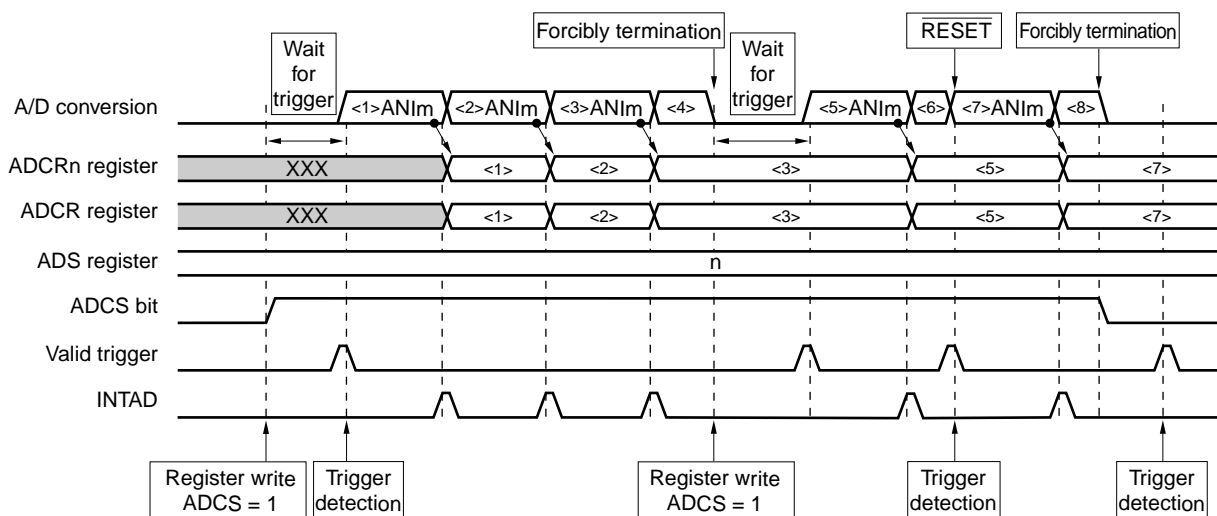 Forcibly termination
RESET
Forcibly termination
Wait
for
trigger
Wait
for
trigger
A/D conversion
<1>ANIm
<2>ANIm
<3>ANIm
<4>
<5>ANIm
<6>
<7>ANIm
<8>
ADCRn register
XXX
<1>
<2>
<3>
<5>
<7>
ADCR register
XXX
<1>
<2>
<3>
<5>
<7>
ADS register
n
ADCS bit
Valid trigger
INTAD
Register write
ADCS = 1
Trigger
detection
Register write
ADCS = 1
Trigger
detection
Trigger
detection